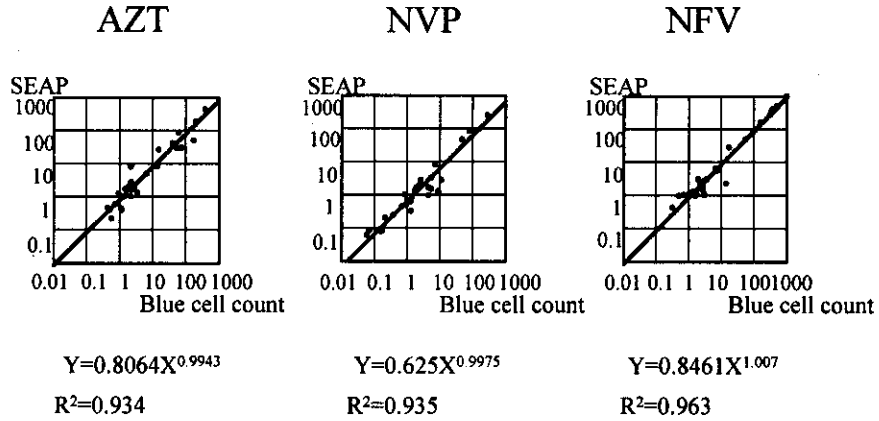 AZT NVP NFV
SEAP SEAP SEAP
1000 1000 1000
100 100 100
10 10 10
1 1 1
0.1 0.1 0.1
0.01 0.1 1 10 100 1000 0.01 0.1 1 10 100 1000 0.01 0.1 1 10 1001000
Blue cell count Blue cell count Blue cell count
Y=0.8064X^0.9943 Y=0.625X^0.9975 Y=0.8461X^1.007
R²=0.934 R²=0.935 R²=0.963